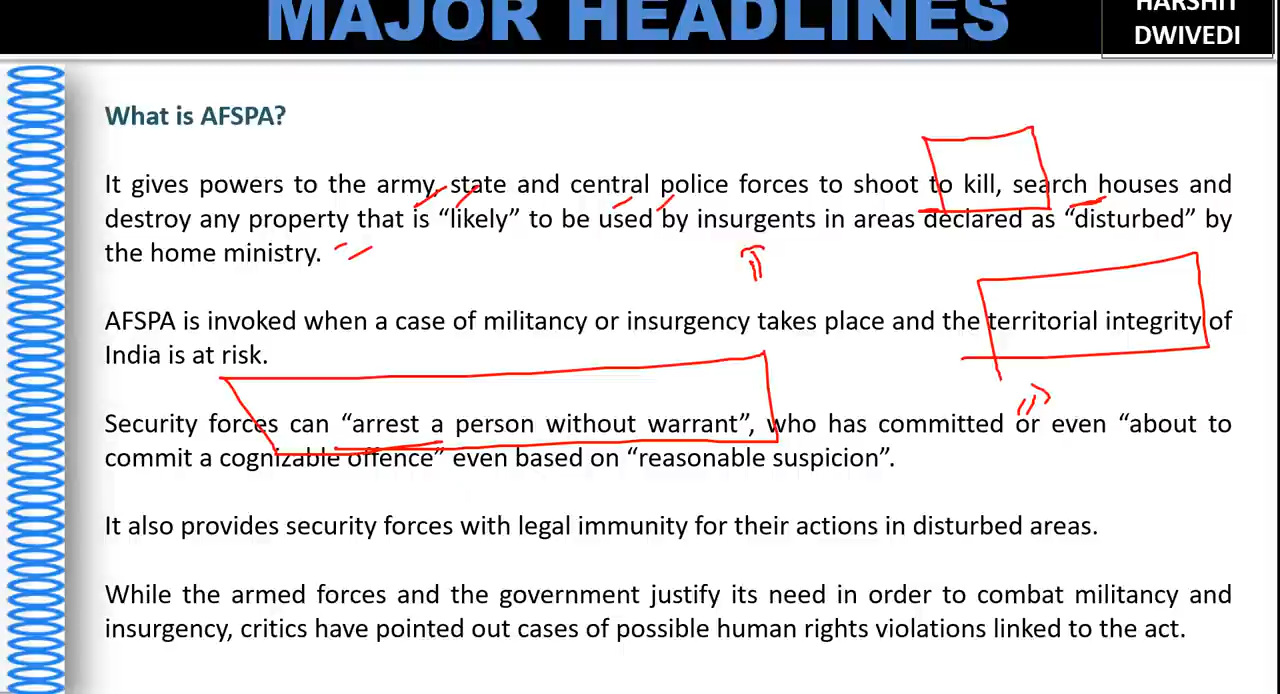 MAJOR HEADLINES
HARSHIT
DWIVEDI
What is AFSPA?
It gives powers to the army, state and central police forces to shoot to kill, search houses and
destroy any property that is “likely” to be used by insurgents in areas declared as “disturbed” by
the home ministry.
AFSPA is invoked when a case of militancy or insurgency takes place and the territorial integrity of
India is at risk.
Security forces can “arrest a person without warrant”, who has committed or even “about to
commit a cognizable offence” even based on “reasonable suspicion”.
It also provides security forces with legal immunity for their actions in disturbed areas.
While the armed forces and the government justify its need in order to combat militancy and
insurgency, critics have pointed out cases of possible human rights violations linked to the act.